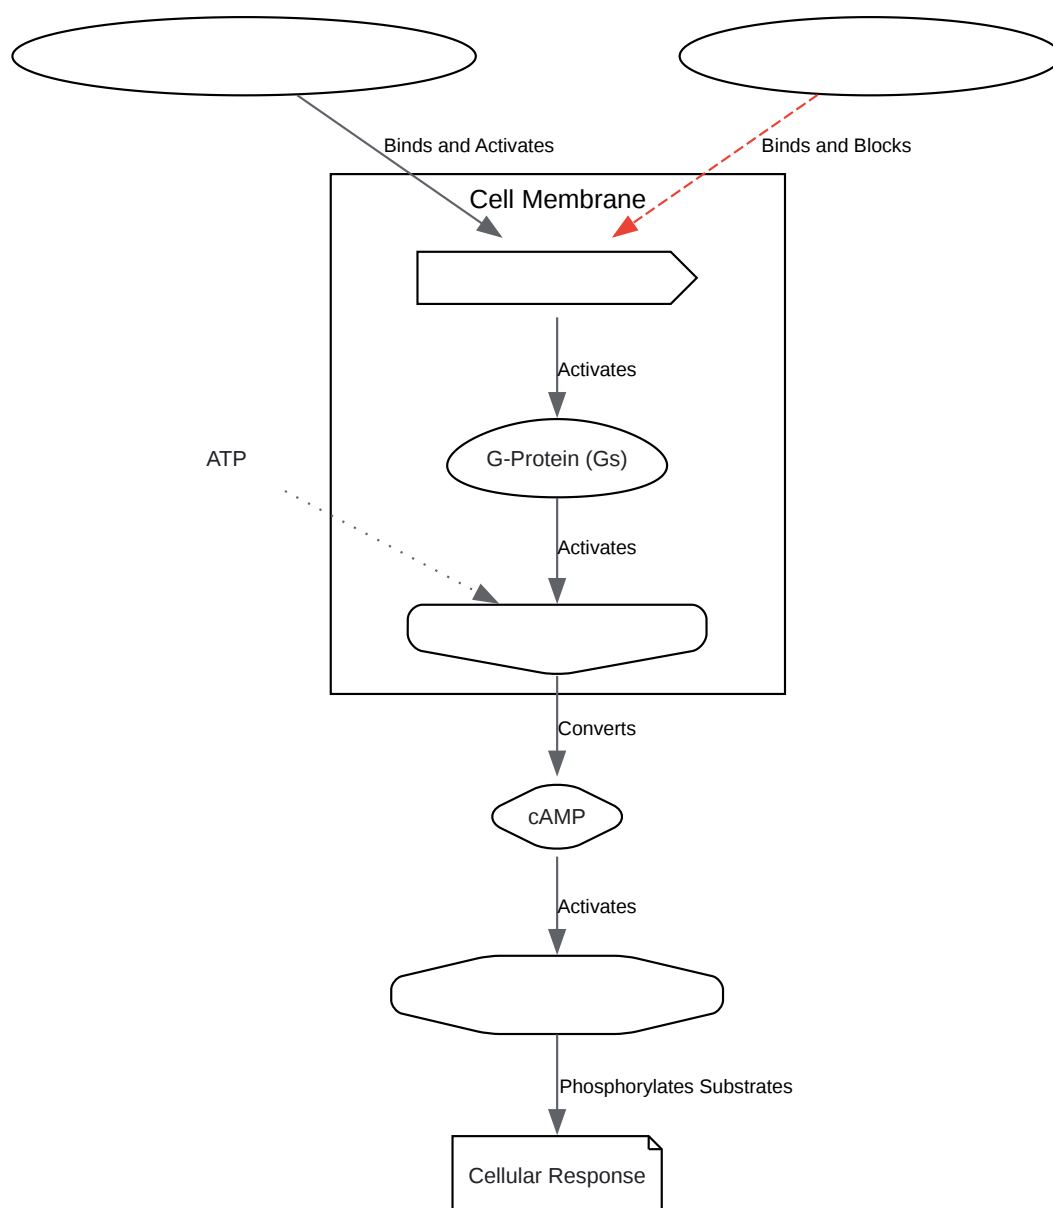 Binds and Activates
Binds and Blocks
Cell Membrane
Activates
ATP
G-Protein (Gs)
Activates
Converts
cAMP
Activates
Phosphorylates Substrates
Cellular Response